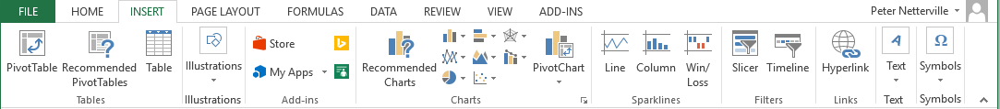 FILE HOME INSERT PAGE LAYOUT FORMULAS DATA REVIEW VIEW ADD-INS Peter Netterville
PivotTable
Recommended
PivotTables
Table
Illustrations
Store
My Apps
Recommended
Charts
PivotChart
Line
Column
Win/
Loss
Slicer
Timeline
Hyperlink
Text
Symbols
Tables Illustrations Add-ins Charts Sparklines Filters Links Text Symbols